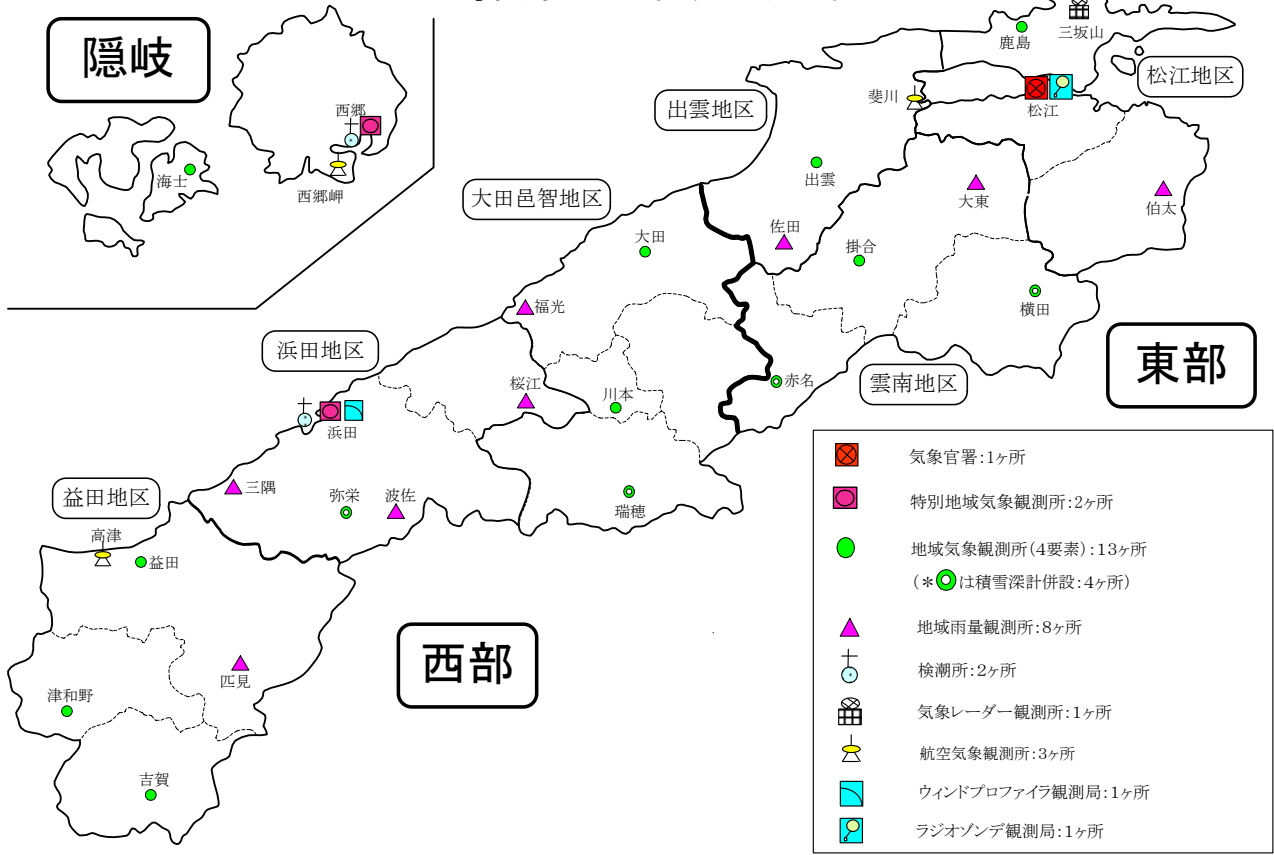 隠岐
西郷
海士
西郷岬
鹿島
三坂山
松江地区
斐川
松江
出雲地区
出雲
大東
伯太
大田邑智地区
佐田
大田
掛合
横田
福光
東部
浜田地区
桜江
川本
赤名
雲南地区
浜田
益田地区
三隅
弥栄
波佐
瑞穂
高津
益田
西部
匹見
津和野
吉賀
気象官署:1ヶ所
特別地域気象観測所:2ヶ所
地域気象観測所(4要素):13ヶ所
(*は積雪深計併設:4ヶ所)
地域雨量観測所:8ヶ所
検潮所:2ヶ所
気象レーダー観測所:1ヶ所
航空気象観測所:3ヶ所
ウィンドプロファイラ観測局:1ヶ所
ラジオゾンデ観測局:1ヶ所